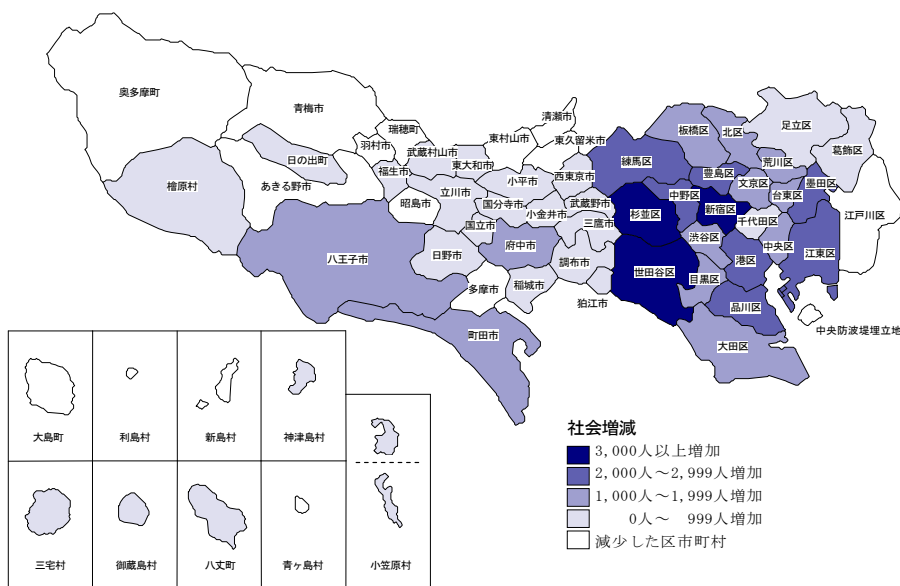 奥多摩町
青梅市
清瀬市
足立区
瑞穂町
東村山市
東久留米市
板橋区
北区
羽村市
武蔵村山市
日の出町
東大和市
練馬区
荒川区
葛飾区
福生市
小平市
西東京市
豊島区
文京区
墨田区
檜原村
あきる野市
立川市
中野区
台東区
昭島市
国分寺市
武蔵野市
杉並区
新宿区
江戸川区
国立市
小金井市
三鷹市
千代田区
渋谷区
中央区
府中市
江東区
八王子市
日野市
調布市
港区
世田谷区
目黒区
多摩市
稲城市
狛江市
品川区
中央防波堤埋立地
町田市
大田区
大島町
利島村
新島村
神津島村
三宅村
御蔵島村
八丈町
青ヶ島村
小笠原村
社会増減
3,000人以上増加
2,000人～2,999人増加
1,000人～1,999人増加
0人～ 999人増加
減少した区市町村